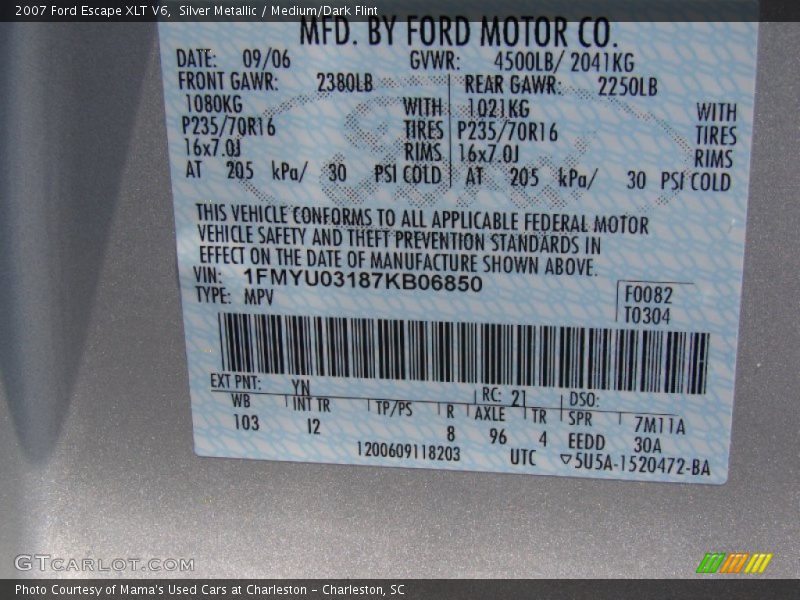 2007 Ford Escape XLT V6, Silver Metallic / Medium/Dark Flint
MFD. BY FORD MOTOR CO.
DATE: 09/06 GVWR: 4500LB/ 2041KG
FRONT GAWR: 2380LB REAR GAWR: 2250LB
1080KG WITH 1021KG WITH
P235/70R16 TIRES P235/70R16 TIRES
16x7.0J RIMS 16x7.0J RIMS
AT 205 kPa/ 30 PSI COLD AT 205 kPa/ 30 PSI COLD
THIS VEHICLE CONFORMS TO ALL APPLICABLE FEDERAL MOTOR
VEHICLE SAFETY AND THEFT PREVENTION STANDARDS IN
EFFECT ON THE DATE OF MANUFACTURE SHOWN ABOVE.
VIN: 1FMYU03187KB06850
TYPE: MPV F0082
T0304
EXT PNT: YN RC: 21 DSO:
WB INT TR TP/PS R AXLE TR SPR 7M11A
103 I2 8 96 4 EEDD 30A
1200609118203 UTC ▽5U5A-1520472-BA
GTCARLOT.COM
Photo Courtesy of Mama's Used Cars at Charleston - Charleston, SC